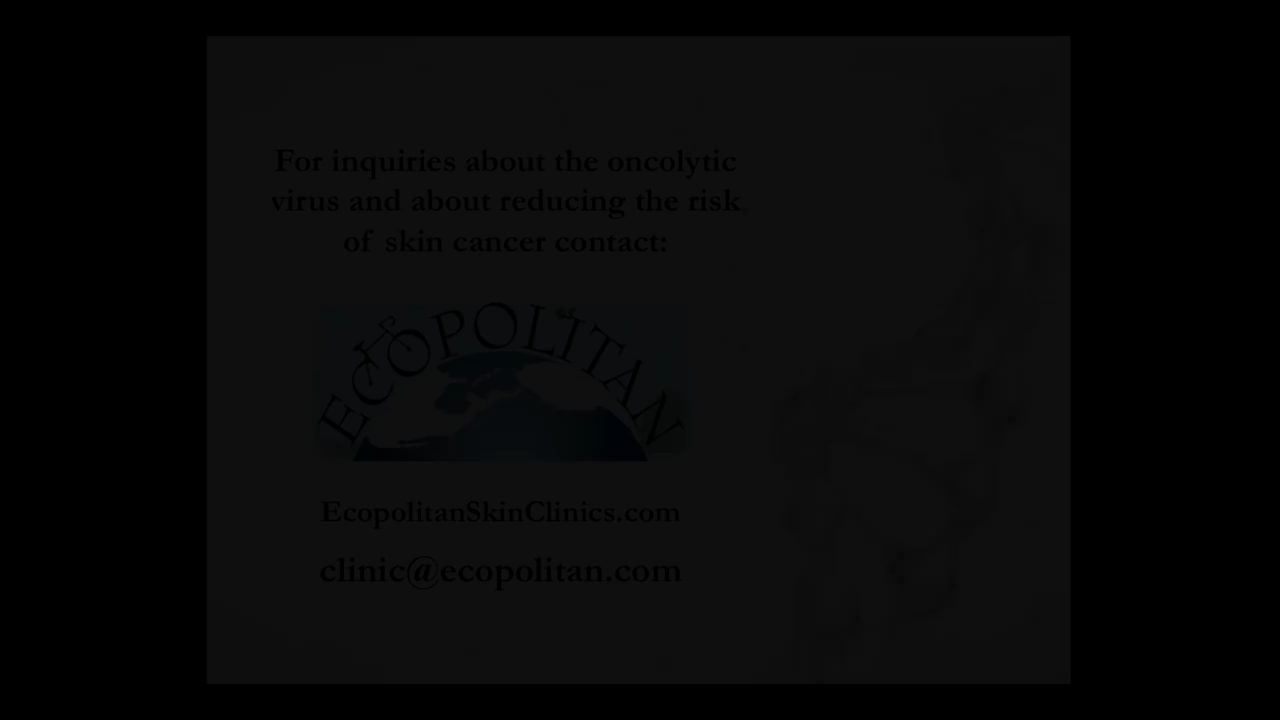 For inquiries about the oncolytic
virus and about reducing the risk
of skin cancer contact:
ECOPOLITAN
EcopolitanSkinClinics.com
clinic@ecopolitan.com